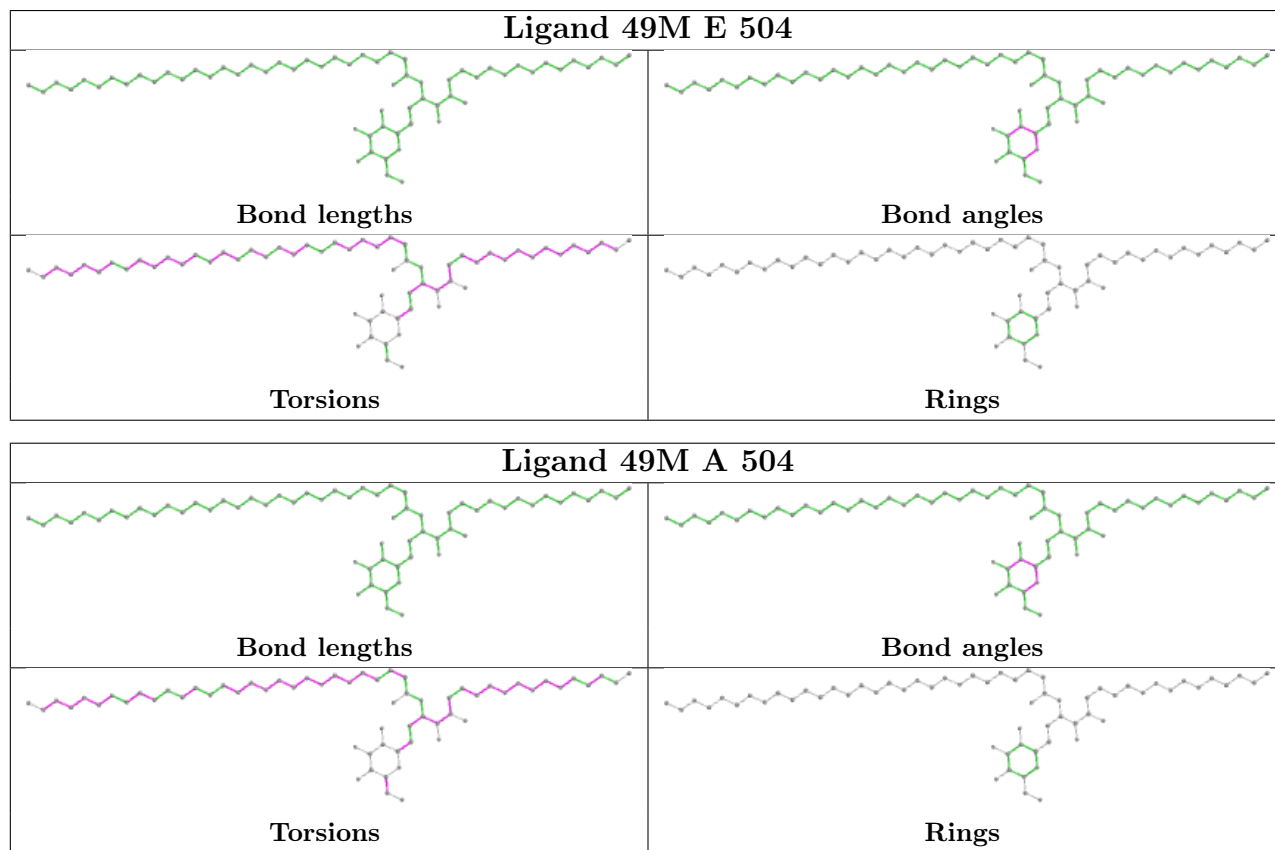 Ligand 49M E 504
Bond lengths
Bond angles
Torsions
Rings
Ligand 49M A 504
Bond lengths
Bond angles
Torsions
Rings